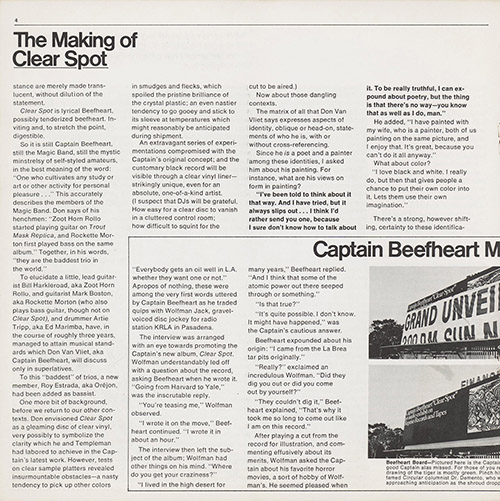 4
The Making of
Clear Spot
stance are merely made trans-
lucent, without dilution of the
statement.
Clear Spot is lyrical Beefheart,
possibly tenderized beefheart. In-
viting and, to stretch the point,
digestible.
So it is still Captain Beefheart,
still the Magic Band, still the mystic
minstrelsy of self-styled amateurs,
in the best meaning of the word:
"One who cultivates any study or
art or other activity for personal
pleasure . . ." This accurately
describes the members of the
Magic Band. Don says of his
henchmen: "Zoot Horn Rollo
started playing guitar on Trout
Mask Replica, and Rockette Mor-
ton first played bass on the same
album." Together, in his words,
"they are the baddest trio in
the world."
To elucidate a little, lead guitar-
ist Bill Harkleroad, aka Zoot Horn
Rollo, and guitarist Mark Boston,
aka Rockette Morton (who also
plays bass guitar, though not on
Clear Spot), and drummer Artie
Tripp, aka Ed Marimba, have, in
the course of roughly three years,
managed to attain musical stand-
ards which Don Van Vliet, aka
Captain Beefheart, will discuss
only in superlatives.
To this "baddest" of trios, a new
member, Roy Estrada, aka Orejon,
had been added as bassist.
One more bit of background,
before we return to our other con-
texts. Don envisioned Clear Spot
as a gleaming disc of clear vinyl,
very possibly to symbolize the
clarity which he and Templeman
had labored to achieve in the Cap-
tain's latest work. However, tests
on clear sample platters revealed
insurmountable obstacles—a nasty
tendency to pick up other colors
in smudges and flecks, which
spoiled the pristine brilliance of
the crystal plastic; an even nastier
tendency to go gooey and stick to
its sleeve at temperatures which
might reasonably be anticipated
during shipment.
An extravagant series of experi-
mentations compromised with the
Captain's original concept; and the
customary black record will be
visible through a clear vinyl liner—
strikingly unique, even for an
absolute, one-of-a-kind artist.
(I suspect that DJs will be grateful.
How easy for a clear disc to vanish
in a cluttered control room;
how difficult to squint for the
cut to be aired.)
Now about those dangling
contexts.
The matrix of all that Don Van
Vliet says expresses aspects of
identity, oblique or head-on, state-
ments of who he is, with or
without cross-referencing.
Since he is a poet and a painter
among these identities, I asked
him about his painting. For
instance, what are his views on
form in painting?
"I've been told to think about it
that way. And I have tried, but it
always slips out . . . I think I'd
rather send you one, because
I sure don't know how to talk about
it. To be really truthful, I can ex-
pound about poetry, but the thing
is that there's no way—you know
that as well as I do, man."
He added, "I have painted with
my wife, who is a painter, both of us
painting on the same picture, and
I enjoy that. It's great, because you
can't do it all anyway."
What about color?
"I love black and white. I really
do, but then that gives people a
chance to put their own color into
it. Lets them use their own
imagination."
There's a strong, however shift-
ing, certainty to these identifica-
Captain Beefheart M
"Everybody gets an oil well in L.A.
whether they want one or not."
Apropos of nothing, these were
among the very first words uttered
by Captain Beefheart as he traded
quips with Wolfman Jack, gravel-
voiced disc jockey for radio
station KRLA in Pasadena.
The interview was arranged
with an eye towards promoting the
Captain's new album, Clear Spot.
Wolfman understandably led off
with a question about the record,
asking Beefheart when he wrote it.
"Going from Harvard to Yale,"
was the inscrutable reply.
"You're teasing me," Wolfman
observed.
"I wrote it on the move," Beef-
heart continued. "I wrote it in
about an hour."
The interview then left the sub-
ject of the album; Wolfman had
other things on his mind. "Where
do you get your craziness?"
"I lived in the high desert for
many years," Beefheart replied.
"And I think that some of the
atomic power out there seeped
through or something."
"Is that true?"
"It's quite possible. I don't know.
It might have happened," was
the Captain's cautious answer.
Beefheart expounded about his
origin: "I came from the La Brea
tar pits originally."
"Really?" exclaimed an
incredulous Wolfman. "Did they
dig you out or did you come
out by yourself?"
"They couldn't dig it," Beef-
heart explained, "That's why it
took me so long to come out like
I am on this record."
After playing a cut from the
record for illustration, and com-
menting effusively about its
merits, Wolfman asked the Captain
about his favorite horror
movies, a sort of hobby of Wolf-
man's. He seemed pleased when
GRAND UNVEI
Beefheart Board—Pictured here is the Captai
good Captain also massed. For those of you
drawing of the tiger is mostly green. Pinch hi
famed Circular columnist Dr. Demento, who
approaching anticipation as the crowd